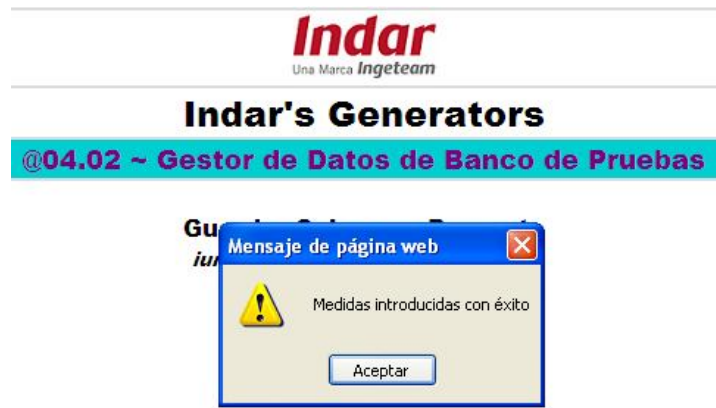 Indar
Una Marca Ingeteam
Indar's Generators
@04.02 ~ Gestor de Datos de Banco de Pruebas
Mensaje de página web
Medidas introducidas con éxito
Aceptar